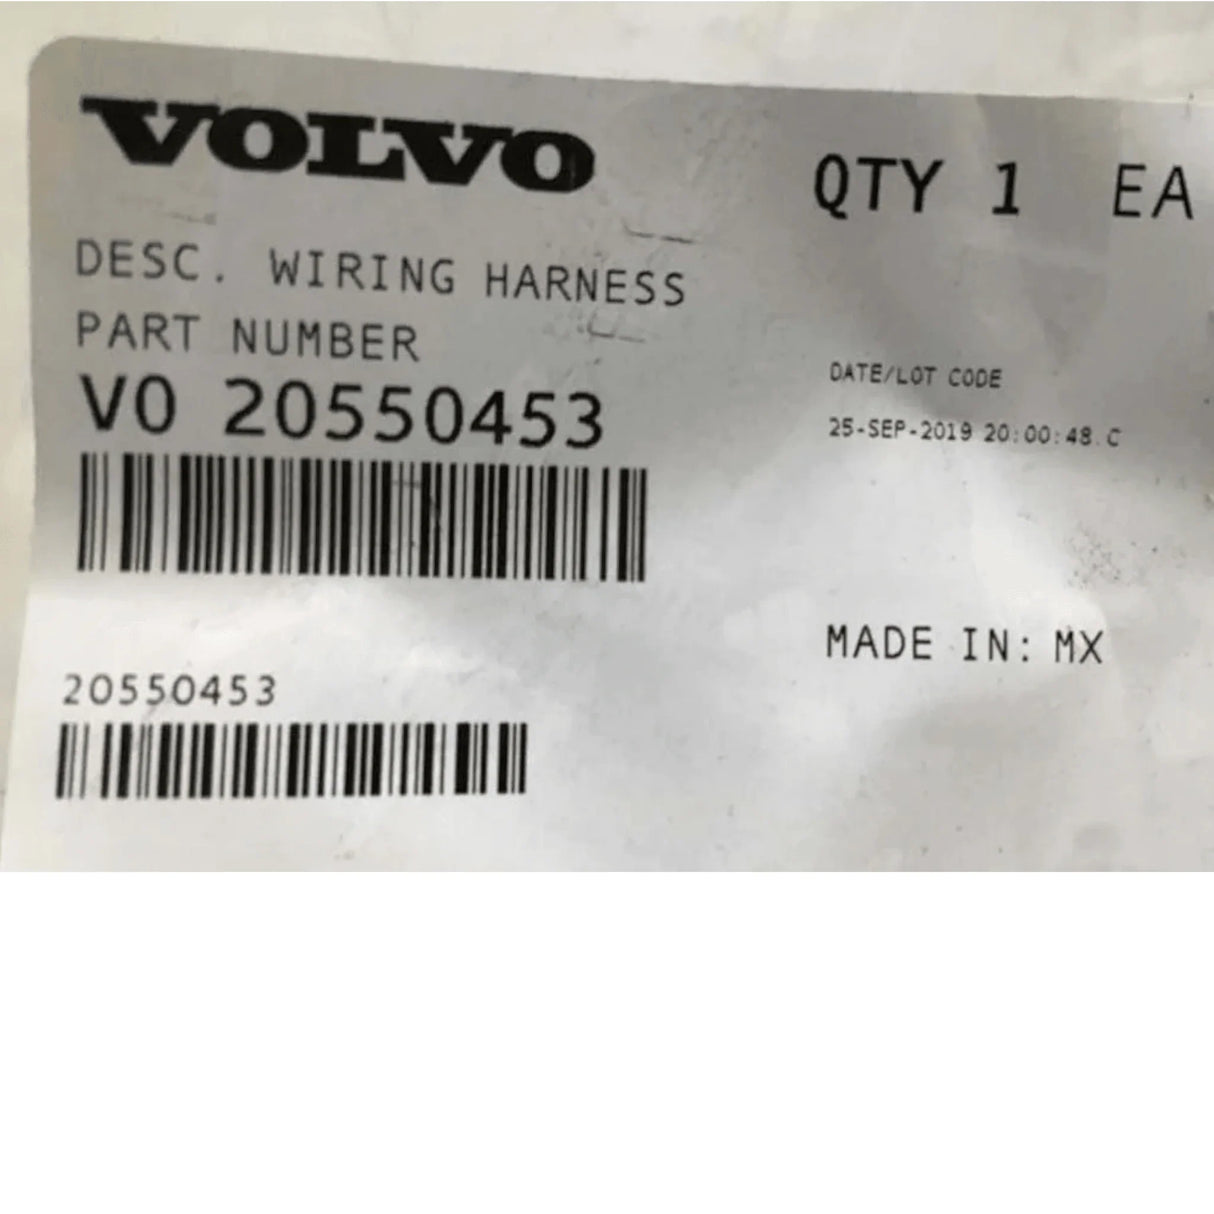 VOLVO
QTY 1 EA
DESC. WIRING HARNESS
PART NUMBER
VO 20550453
DATE/LOT CODE
25-SEP-2019 20:00:48.C
MADE IN: MX
20550453